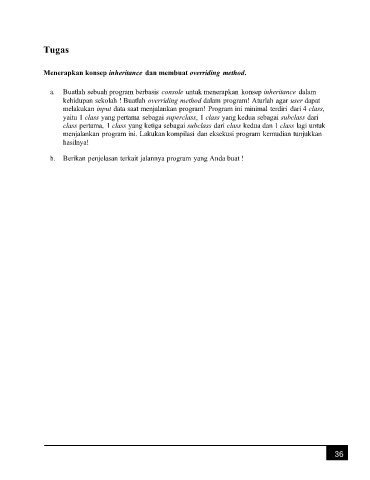 Tugas
Menerapkan konsep inheritance dan membuat overriding method.
a. Buatlah sebuah program berbasis console untuk menerapkan konsep inheritance dalam
kehidupan sekolah ! Buatlah overriding method dalam program! Aturlah agar user dapat
melakukan input data saat menjalankan program! Program ini minimal terdiri dari 4 class,
yaitu 1 class yang pertama sebagai superclass, 1 class yang kedua sebagai subclass dari
class pertama, 1 class yang ketiga sebagai subclass dari class kedua dan 1 class lagi untuk
menjalankan program ini. Lakukan kompilasi dan eksekusi program kemudian tunjukkan
hasilnya!
b. Berikan penjelasan terkait jalannya program yang Anda buat !
36